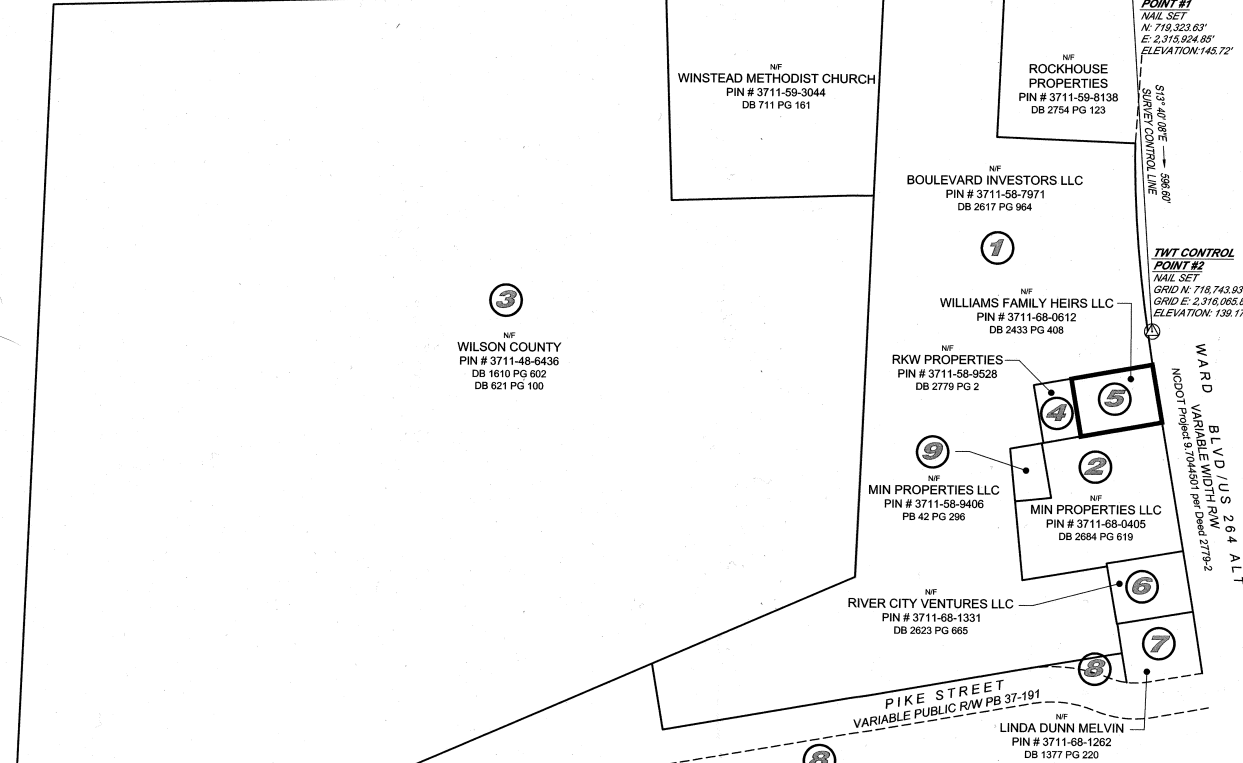 POINT #1
NAIL SET
N: 719,323.63'
E: 2,315,924.85'
ELEVATION:145.72'
S13° 40' 08"E 596.60'
SURVEY CONTROL LINE
N/F
WINSTEAD METHODIST CHURCH
PIN # 3711-59-3044
DB 711 PG 161
N/F
ROCKHOUSE
PROPERTIES
PIN # 3711-59-8138
DB 2754 PG 123
N/F
BOULEVARD INVESTORS LLC
PIN # 3711-58-7971
DB 2617 PG 964
1
TWT CONTROL
POINT #2
NAIL SET
GRID N: 718,743.93
GRID E: 2,316,065.8
ELEVATION: 139.17
3
N/F
WILSON COUNTY
PIN # 3711-48-6436
DB 1610 PG 602
DB 621 PG 100
N/F
WILLIAMS FAMILY HEIRS LLC
PIN # 3711-68-0612
DB 2433 PG 408
N/F
RKW PROPERTIES
PIN # 3711-58-9528
DB 2779 PG 2
4
5
WARD BLVD / US 264 ALT
VARIABLE WIDTH R/W
NCDOT Project 9.7044501 per Deed 2779-2
9
N/F
MIN PROPERTIES LLC
PIN # 3711-58-9406
PB 42 PG 296
2
N/F
MIN PROPERTIES LLC
PIN # 3711-68-0405
DB 2684 PG 619
N/F
RIVER CITY VENTURES LLC
PIN # 3711-68-1331
DB 2623 PG 665
6
7
8
PIKE STREET
VARIABLE PUBLIC R/W PB 37-191
N/F
LINDA DUNN MELVIN
PIN # 3711-68-1262
DB 1377 PG 220
8